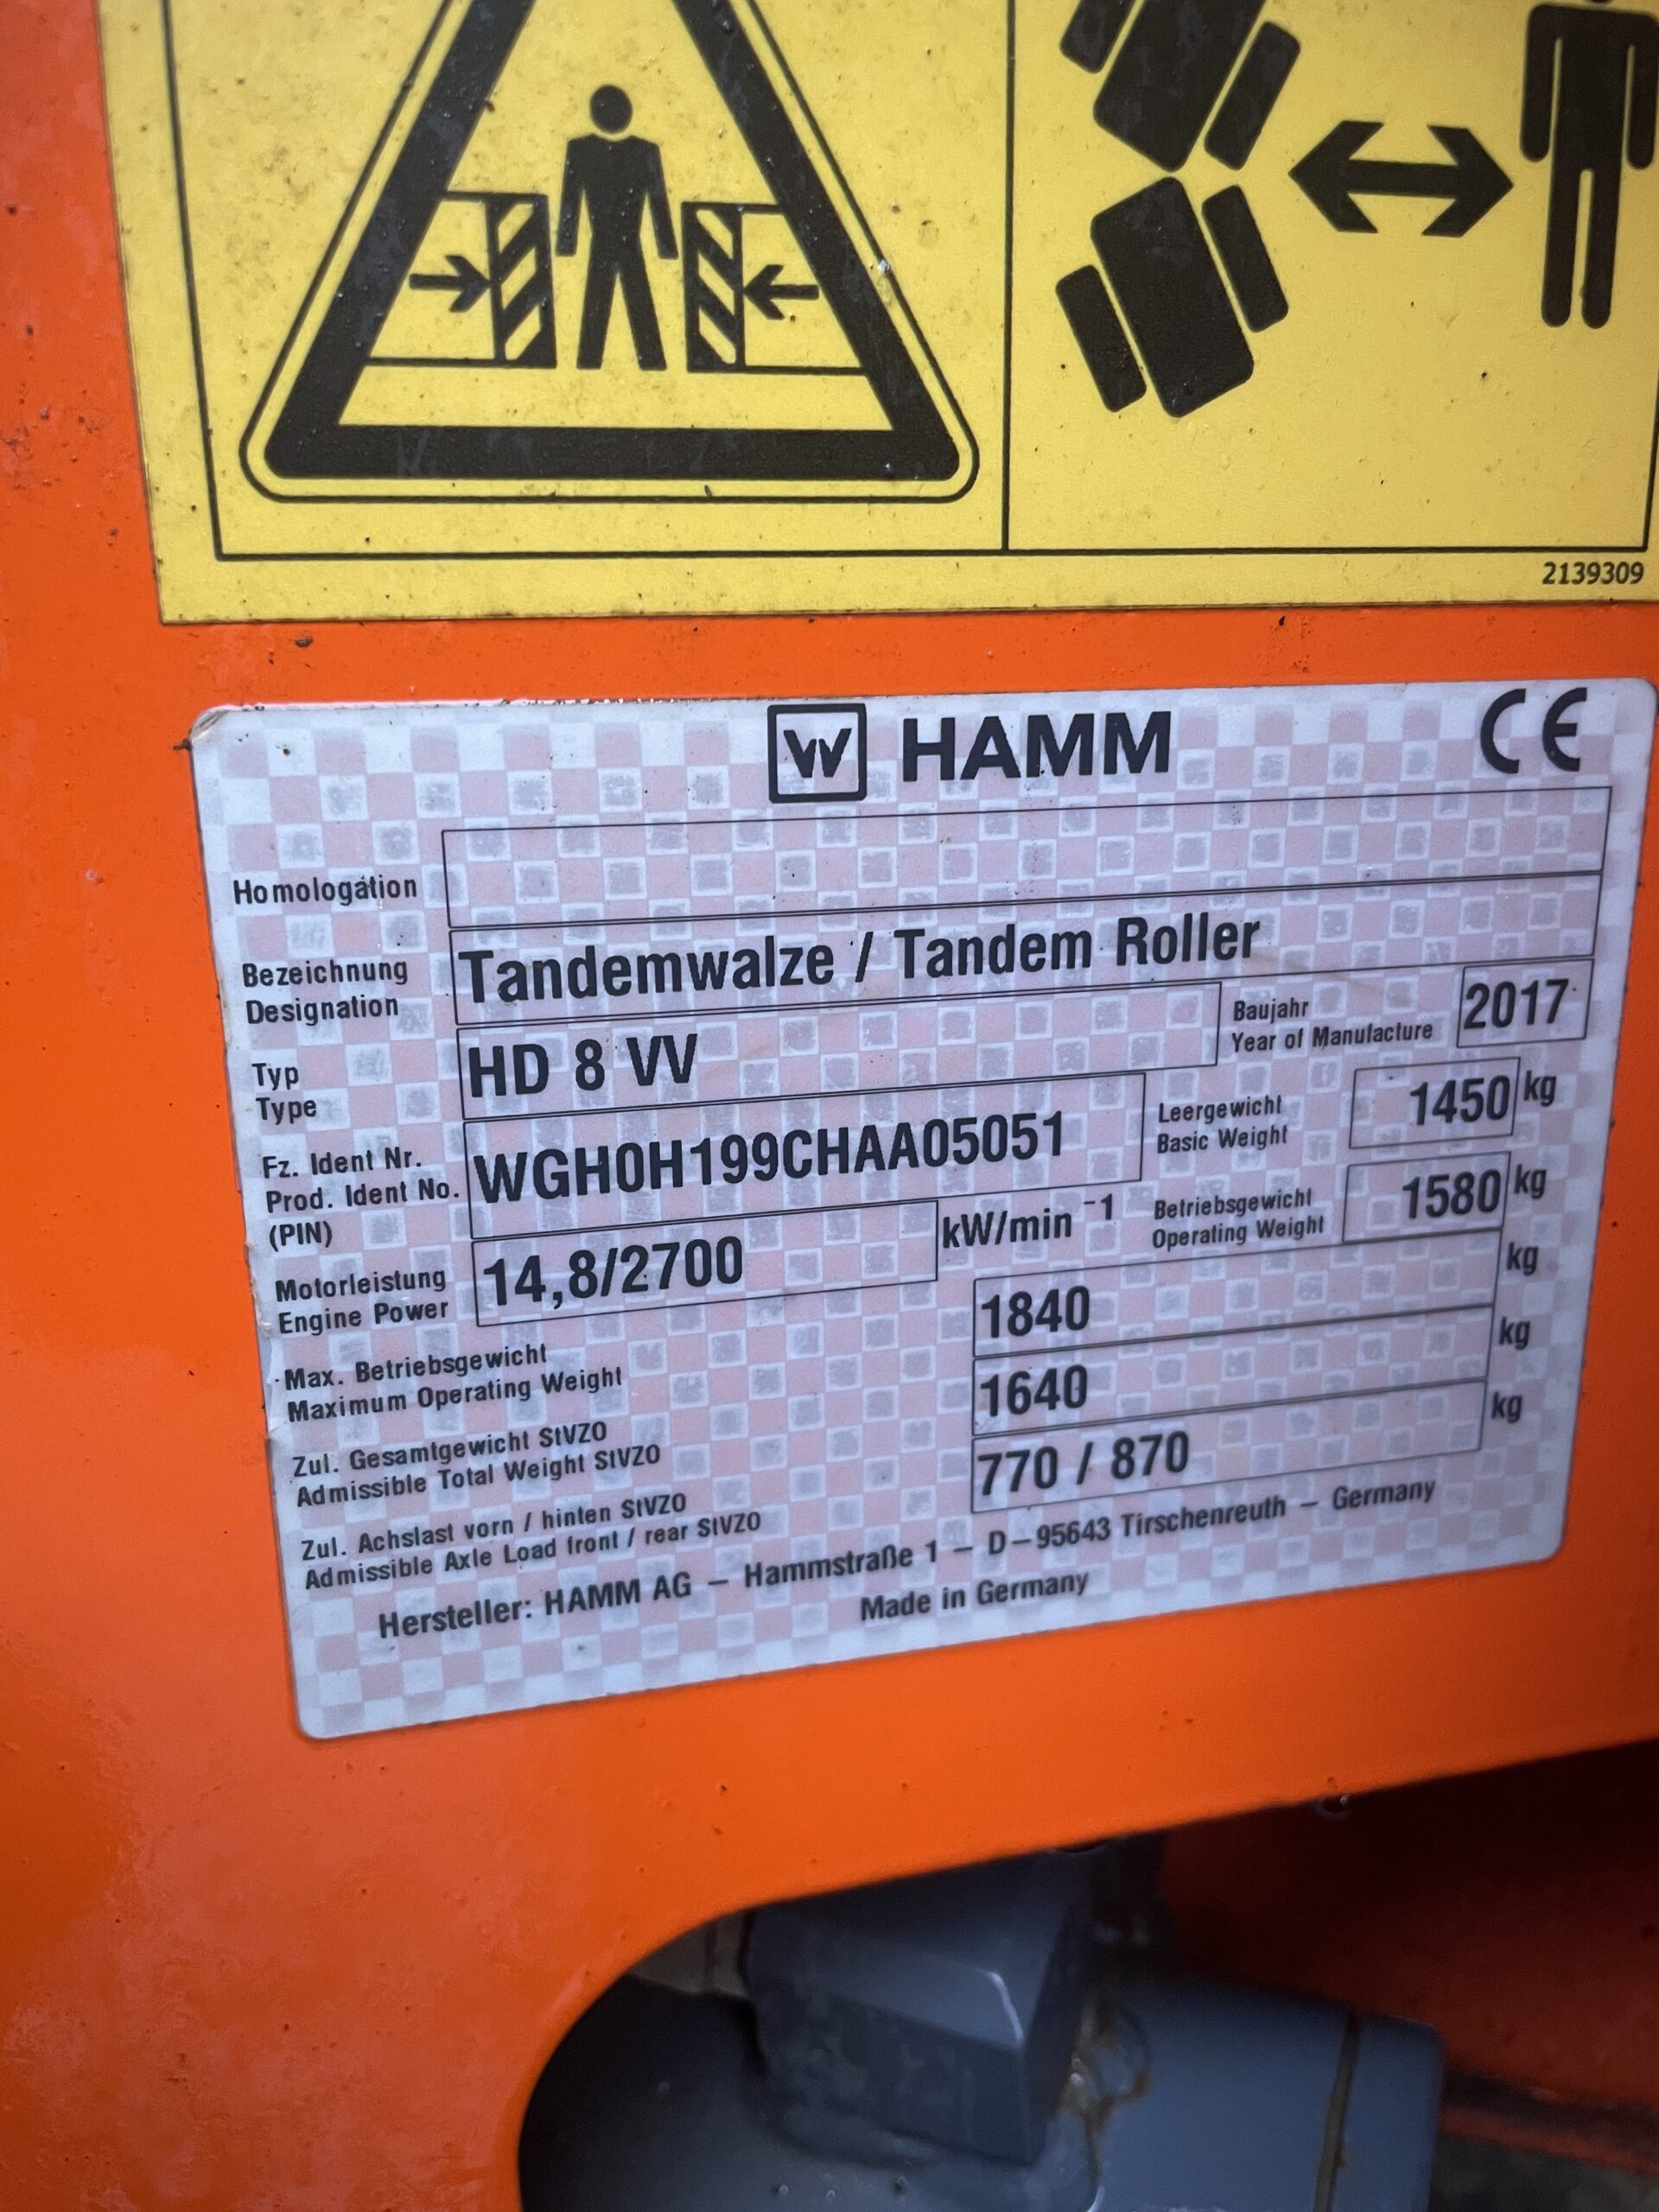 2139309
HAMM CE
Homologation
Bezeichnung
Designation
Tandemwalze / Tandem Roller
Typ
Type
HD 8 VV
Baujahr
Year of Manufacture
2017
Fz. Ident Nr.
Prod. Ident No.
(PIN)
WGH0H199CHAA05051
Leergewicht
Basic Weight
1450 kg
Motorleistung
Engine Power
14,8/2700 kW/min⁻¹
Betriebsgewicht
Operating Weight
1580 kg
Max. Betriebsgewicht
Maximum Operating Weight
1840 kg
Zul. Gesamtgewicht StVZO
Admissible Total Weight StVZO
1640 kg
Zul. Achslast vorn / hinten StVZO
Admissible Axle Load front / rear StVZO
770 / 870 kg
Hersteller: HAMM AG – Hammstraße 1 – D–95643 Tirschenreuth – Germany
Made in Germany